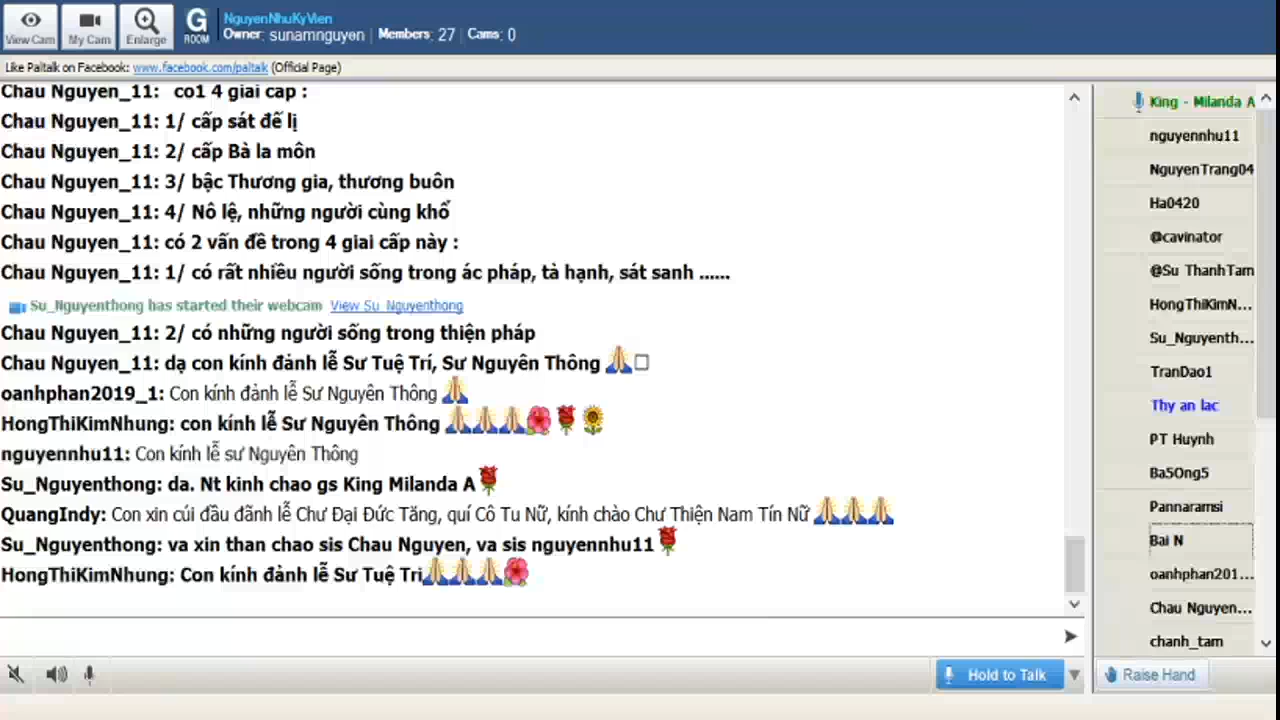 NguyenNhuKyVien
View Cam My Cam Enlarge G ROOM Owner: sunamnguyen | Members: 27 | Cams: 0
Like Paltalk on Facebook: www.facebook.com/paltalk (Official Page)
Chau Nguyen_11: co1 4 giai cap :
Chau Nguyen_11: 1/ cấp sát đế lị
Chau Nguyen_11: 2/ cấp Bà la môn
Chau Nguyen_11: 3/ bậc Thương gia, thương buôn
Chau Nguyen_11: 4/ Nô lệ, những người cùng khổ
Chau Nguyen_11: có 2 vấn đề trong 4 giai cấp này :
Chau Nguyen_11: 1/ có rất nhiều người sống trong ác pháp, tà hạnh, sát sanh ......
Su_Nguyenthong has started their webcam View Su_Nguyenthong
Chau Nguyen_11: 2/ có những người sống trong thiện pháp
Chau Nguyen_11: dạ con kính đảnh lễ Sư Tuệ Trí, Sư Nguyên Thông 🙏□
oanhphan2019_1: Con kính đảnh lễ Sư Nguyên Thông 🙏
HongThiKimNhung: con kính lễ Sư Nguyên Thông 🙏🙏🙏🌺🌹🌻
nguyennhu11: Con kính lễ sư Nguyên Thông
Su_Nguyenthong: da. Nt kinh chao gs King Milanda A🌹
QuangIndy: Con xin cúi đầu đãnh lễ Chư Đại Đức Tăng, quí Cô Tu Nữ, kính chào Chư Thiện Nam Tín Nữ 🙏🙏🙏
Su_Nguyenthong: va xin than chao sis Chau Nguyen, va sis nguyennhu11🌹
HongThiKimNhung: Con kính đảnh lễ Sư Tuệ Tri🙏🙏🙏🌺
King - Milanda A
nguyennhu11
NguyenTrang04
Ha0420
@cavinator
@Su ThanhTam
HongThiKimN...
Su_Nguyenth...
TranDao1
Thy an lac
PT Huynh
Ba5Ong5
Pannaramsi
Bai N
oanhphan201...
Chau Nguyen...
chanh_tam
Hold to Talk
Raise Hand